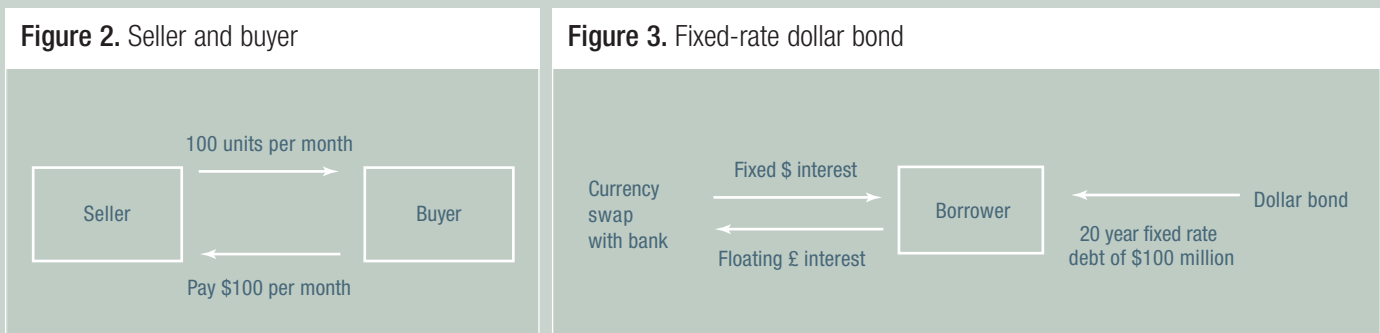 Figure 2. Seller and buyer
100 units per month
Seller
Buyer
Pay $100 per month
Figure 3. Fixed-rate dollar bond
Currency
swap
with bank
Fixed $ interest
Floating £ interest
Borrower
Dollar bond
20 year fixed rate
debt of $100 million